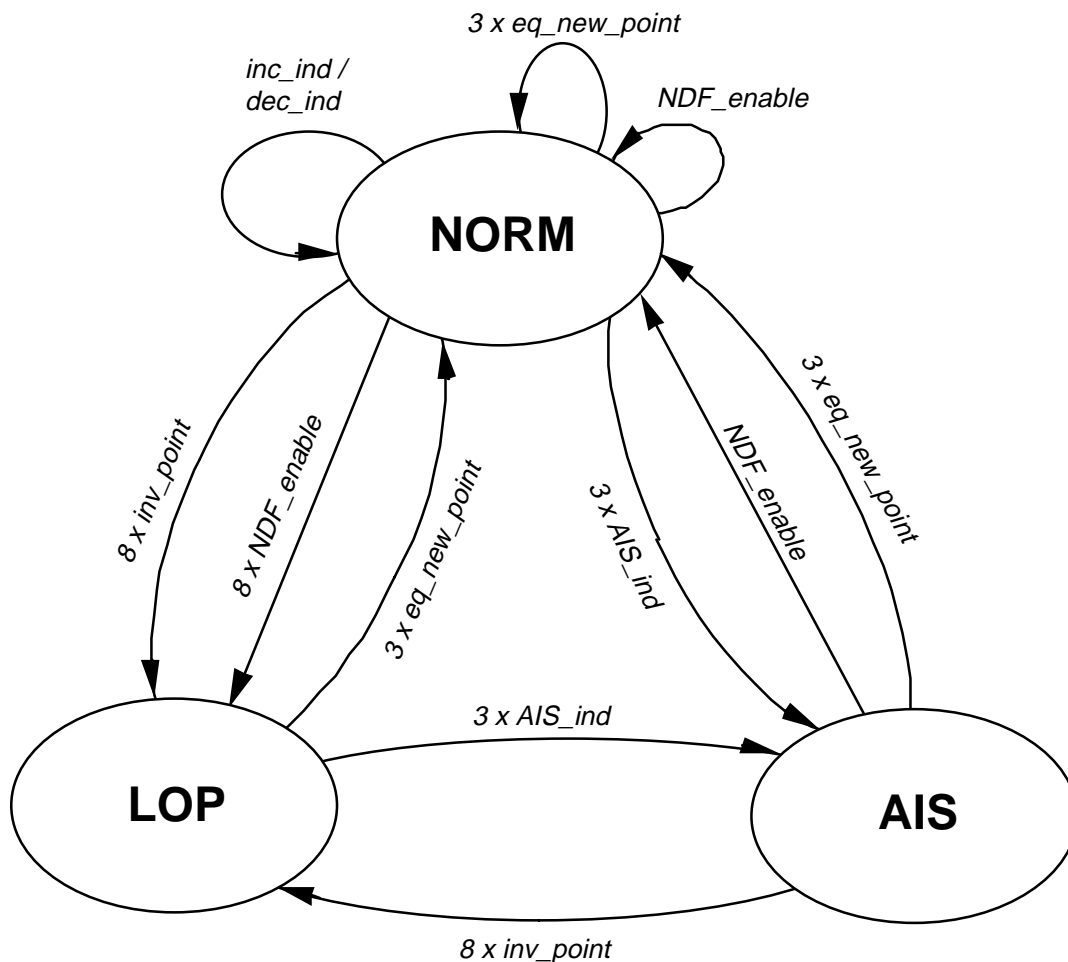 3 x eq_new_point
inc_ind /
dec_ind
NDF_enable
NORM
8 x inv_point
8 x NDF_enable
3 x eq_new_point
3 x AIS_ind
NDF_enable
3 x eq_new_point
3 x AIS_ind
LOP
AIS
8 x inv_point